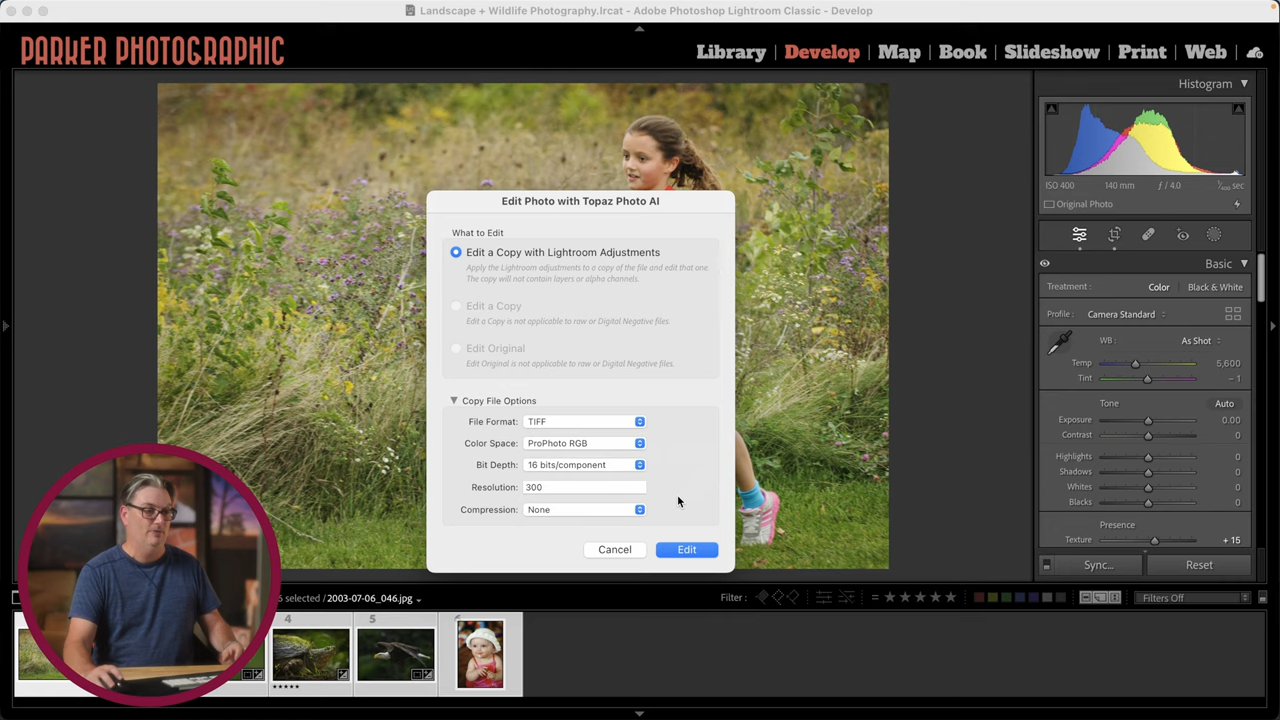 Landscape + Wildlife Photography.lrcat - Adobe Photoshop Lightroom Classic - Develop
PARKER PHOTOGRAPHIC
Library | Develop | Map | Book | Slideshow | Print | Web
Histogram
ISO 400 140 mm ƒ / 4.0 1/400 sec
Original Photo
Basic
Treatment: Color Black & White
Profile: Camera Standard
WB: As Shot
Temp 5,600
Tint – 1
Tone Auto
Exposure 0.00
Contrast 0
Highlights 0
Shadows 0
Whites 0
Blacks 0
Presence
Texture + 15
Sync... Reset
Edit Photo with Topaz Photo AI
What to Edit
Edit a Copy with Lightroom Adjustments
Apply the Lightroom adjustments to a copy of the file and edit that one.
The copy will not contain layers or alpha channels.
Edit a Copy
Edit a Copy is not applicable to raw or Digital Negative files.
Edit Original
Edit Original is not applicable to raw or Digital Negative files.
Copy File Options
File Format: TIFF
Color Space: ProPhoto RGB
Bit Depth: 16 bits/component
Resolution: 300
Compression: None
Cancel Edit
selected / 2003-07-06_046.jpg
Filter : Filters Off
4 5